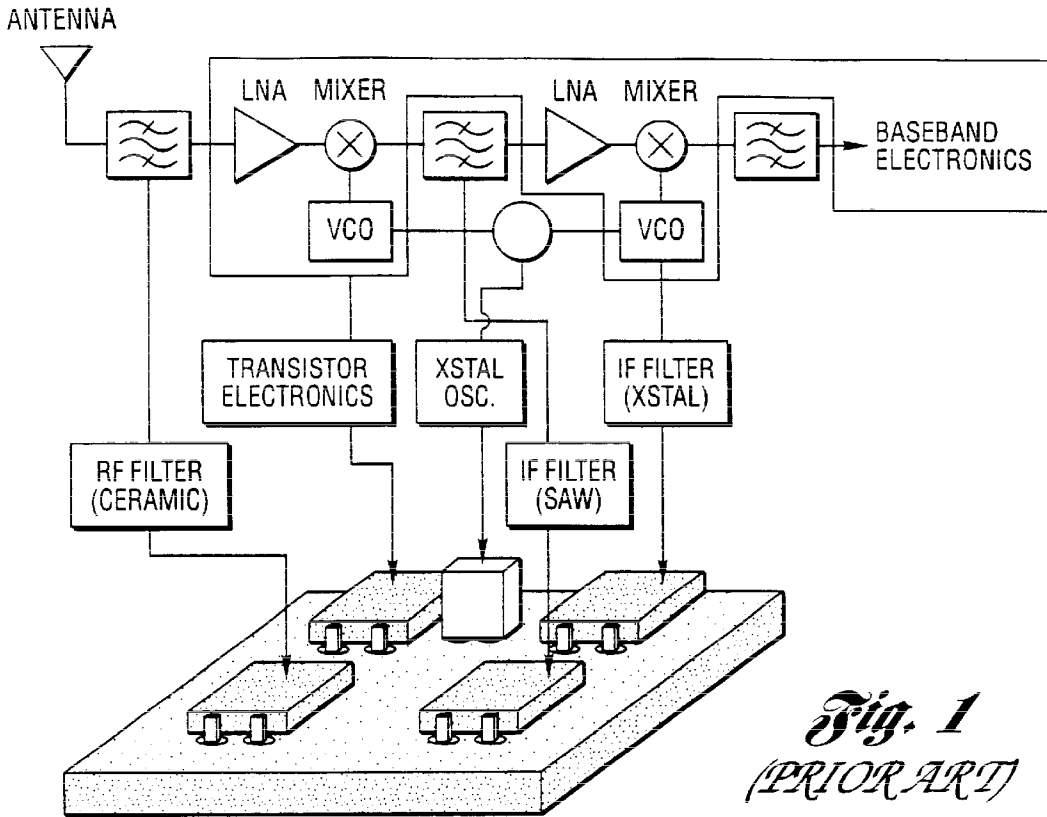 ANTENNA
LNA
MIXER
LNA
MIXER
BASEBAND
ELECTRONICS
VCO
VCO
TRANSISTOR
ELECTRONICS
XSTAL
OSC.
IF FILTER
(XSTAL)
RF FILTER
(CERAMIC)
IF FILTER
(SAW)
Fig. 1
(PRIOR ART)